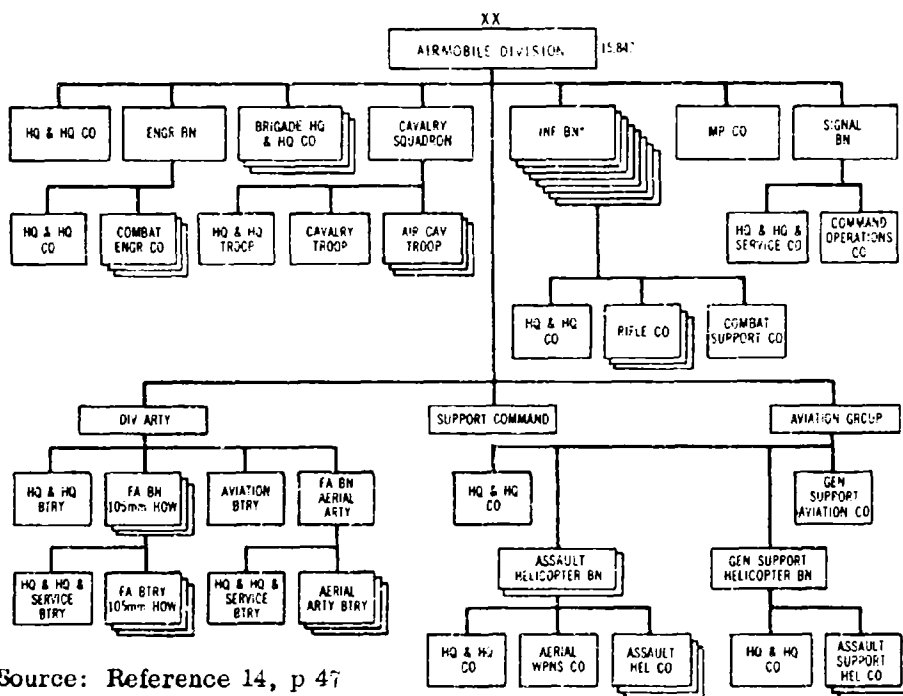 XX
AIRMOBILE DIVISION
HQ & HQ CO
ENGR BN
BRIGADE HQ
& HQ CO
CAVALRY
SQUADRON
INF BN*
MP CO
SIGNAL
BN
HQ & HQ
CO
COMBAT
ENGR CO
HQ & HQ
TROOP
CAVALRY
TROOP
AIR CAV
TROOP
HQ & HQ &
SERVICE CO
COMMAND
OPERATIONS
CO
HQ & HQ
CO
RIFLE CO
COMBAT
SUPPORT CO
DIV ARTY
SUPPORT COMMAND
AVIATION GROUP
HQ & HQ
BTRY
FA BN
105mm HOW
AVIATION
BTRY
FA BN
AERIAL
ARTY
HQ & HQ
CO
GEN
SUPPORT
AVIATION CO
HQ & HQ &
SERVICE
BTRY
FA BTRY
105mm HOW
HQ & HQ &
SERVICE
BTRY
AERIAL
ARTY BTRY
ASSAULT
HELICOPTER BN
GEN SUPPORT
HELICOPTER BN
HQ & HQ
CO
AERIAL
WPNS CO
ASSAULT
HEL CO
HQ & HQ
CO
ASSAULT
SUPPORT
HEL CO
Source: Reference 14, p 47